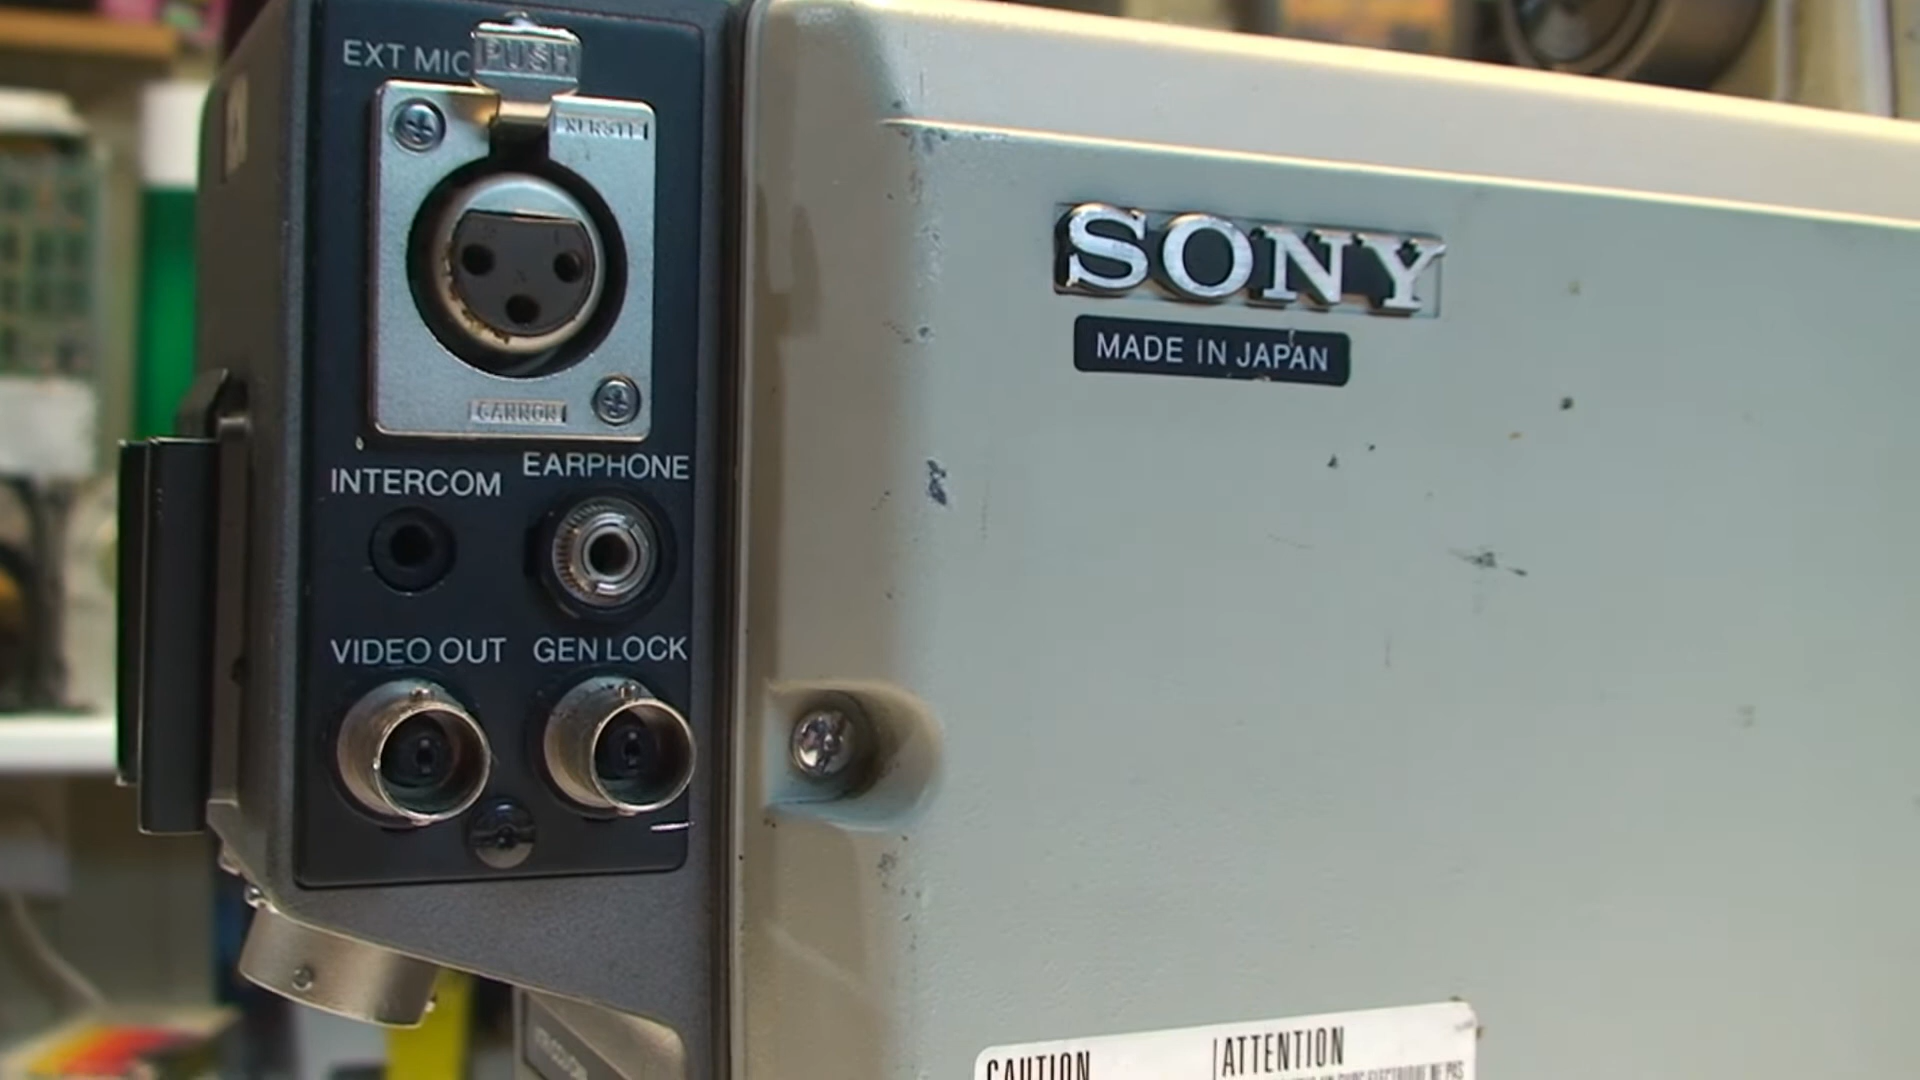 EXT MIC
PUSH
CANNON
INTERCOM
EARPHONE
VIDEO OUT
GEN LOCK
SONY
MADE IN JAPAN
CAUTION
ATTENTION